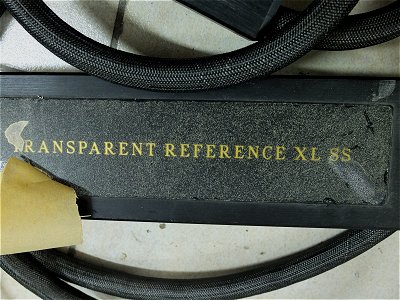 TRANSPARENT REFERENCE XL SS